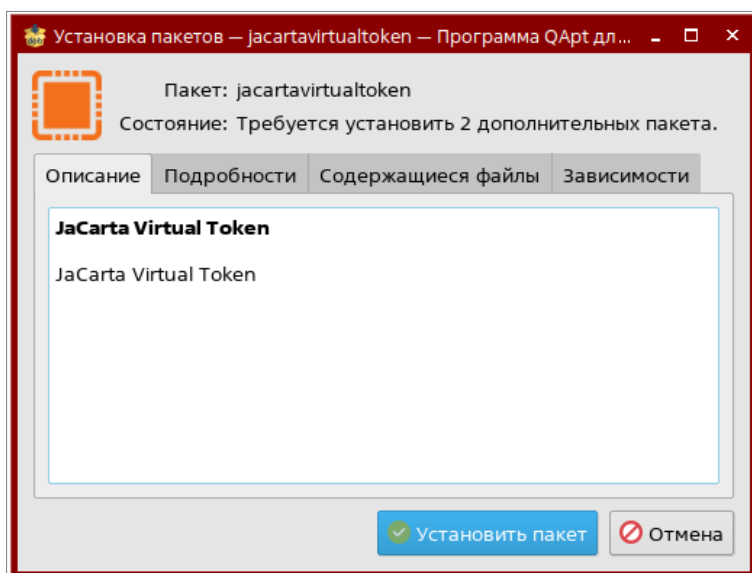 Установка пакетов — jacartavirtualtoken — Программа QApt дл...
Пакет: jacartavirtualtoken
Состояние: Требуется установить 2 дополнительных пакета.
Описание Подробности Содержащиеся файлы Зависимости
JaCarta Virtual Token
JaCarta Virtual Token
Установить пакет Отмена